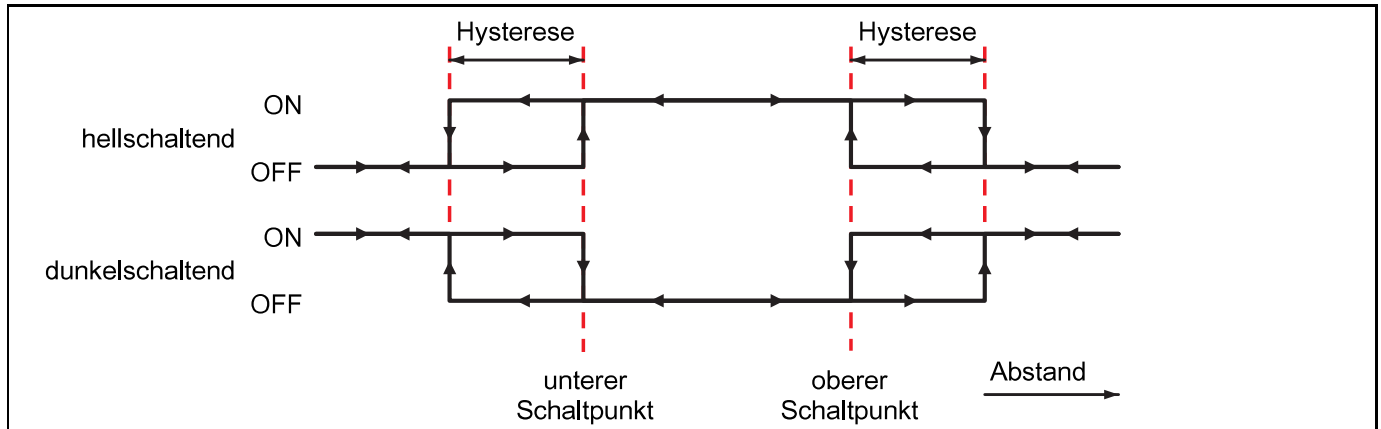 Hysterese
Hysterese
ON
hellschaltend
OFF
ON
dunkelschaltend
OFF
unterer
Schaltpunkt
oberer
Schaltpunkt
Abstand